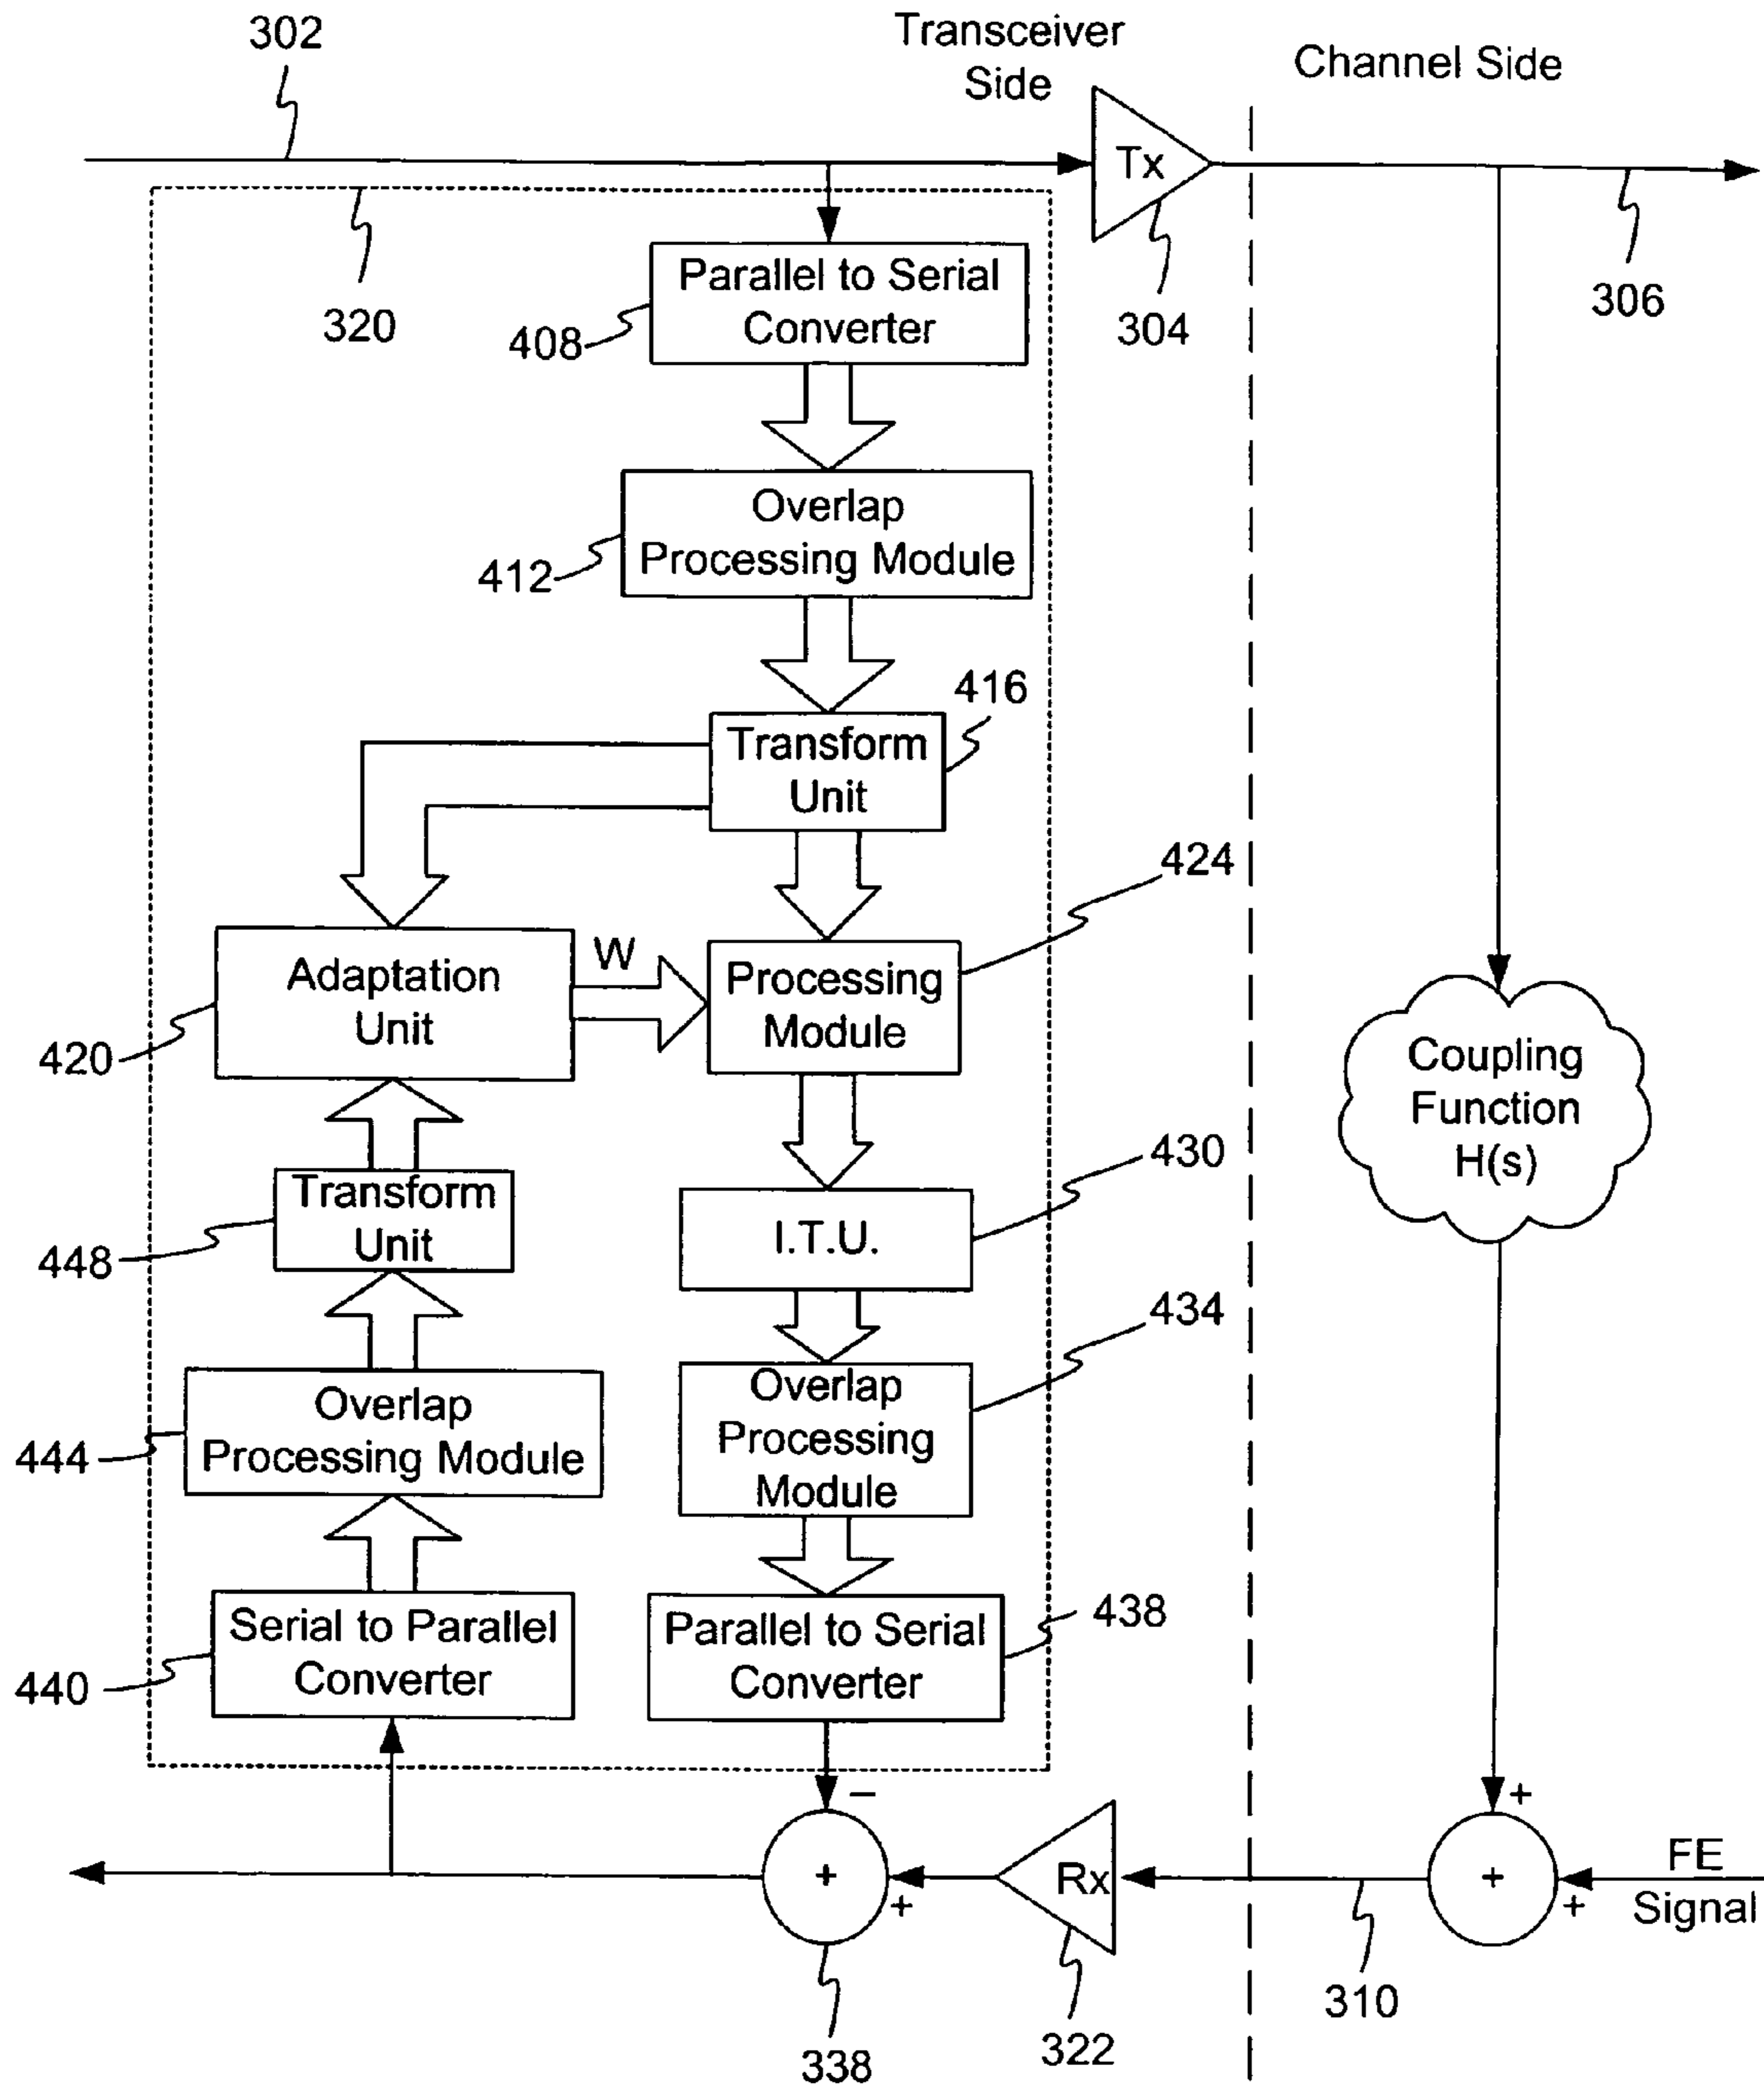 302
Transceiver
Side
Channel Side
Tx
320
304
306
Parallel to Serial
Converter
408
Overlap
Processing Module
412
416
Transform
Unit
424
Adaptation
Unit
W
Processing
Module
420
Coupling
Function
H(s)
430
Transform
Unit
448
I.T.U.
434
Overlap
Processing Module
444
Overlap
Processing
Module
438
Serial to Parallel
Converter
440
Parallel to Serial
Converter
–
+
+
+
Rx
+
+
FE
Signal
310
322
338